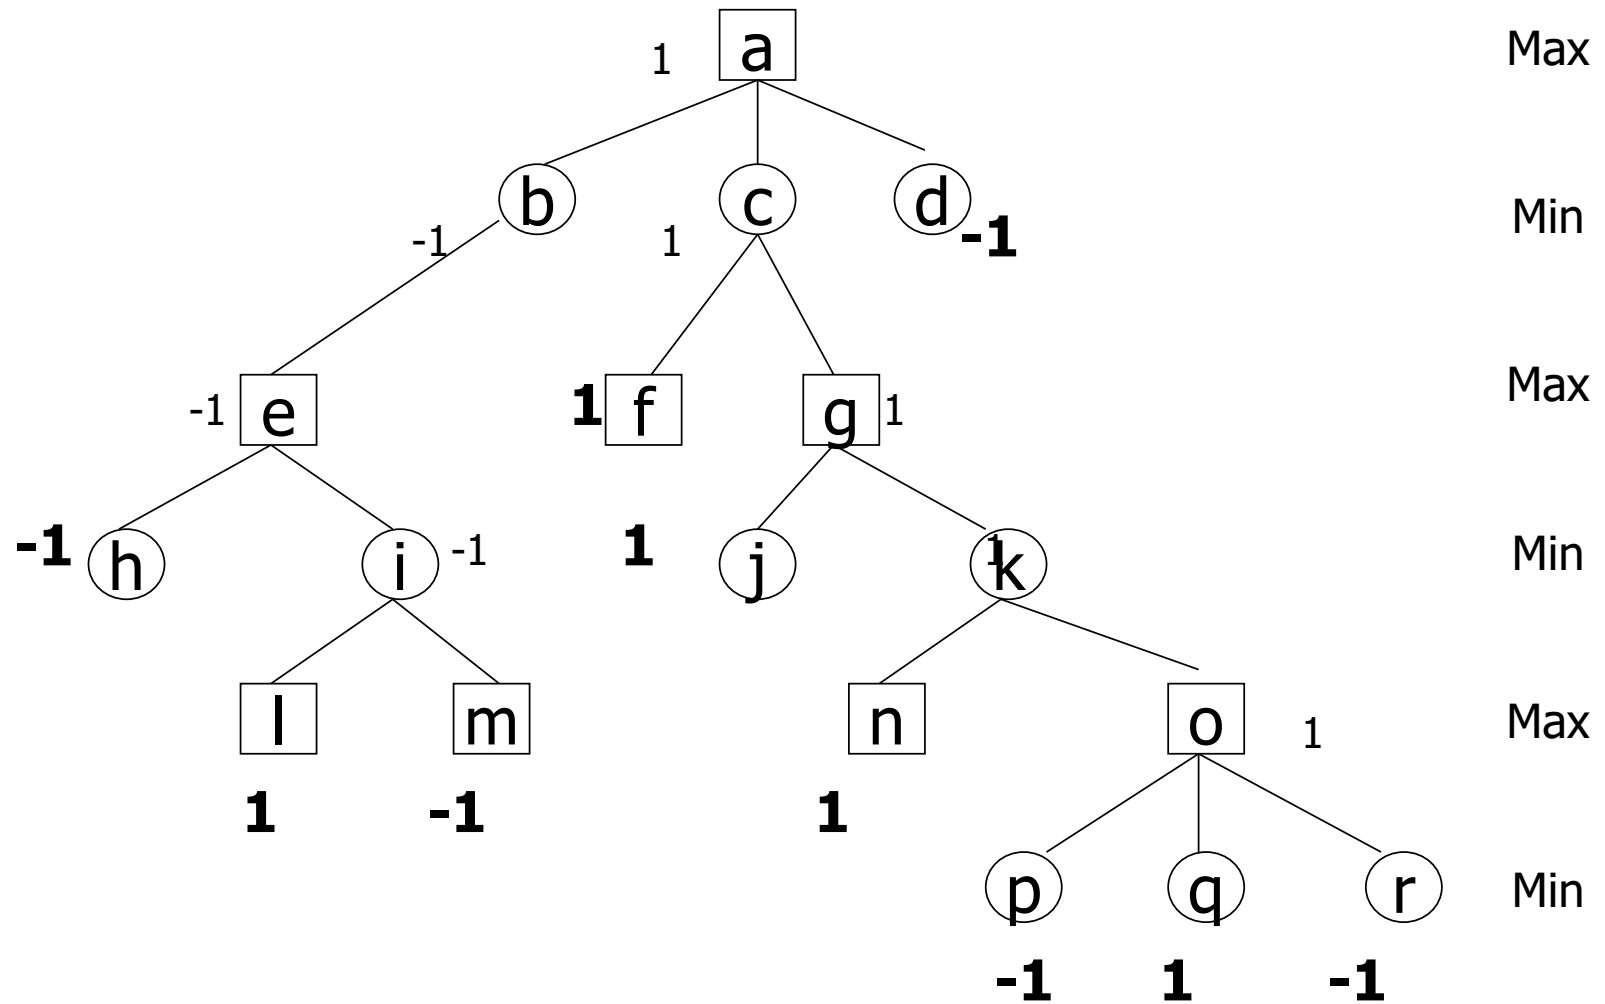 1 a Max
b c d
-1 1 -1 Min
-1 e 1 f g 1 Max
-1 h i -1 1 j 1 k Min
l m n o 1 Max
1 -1 1
p q r Min
-1 1 -1